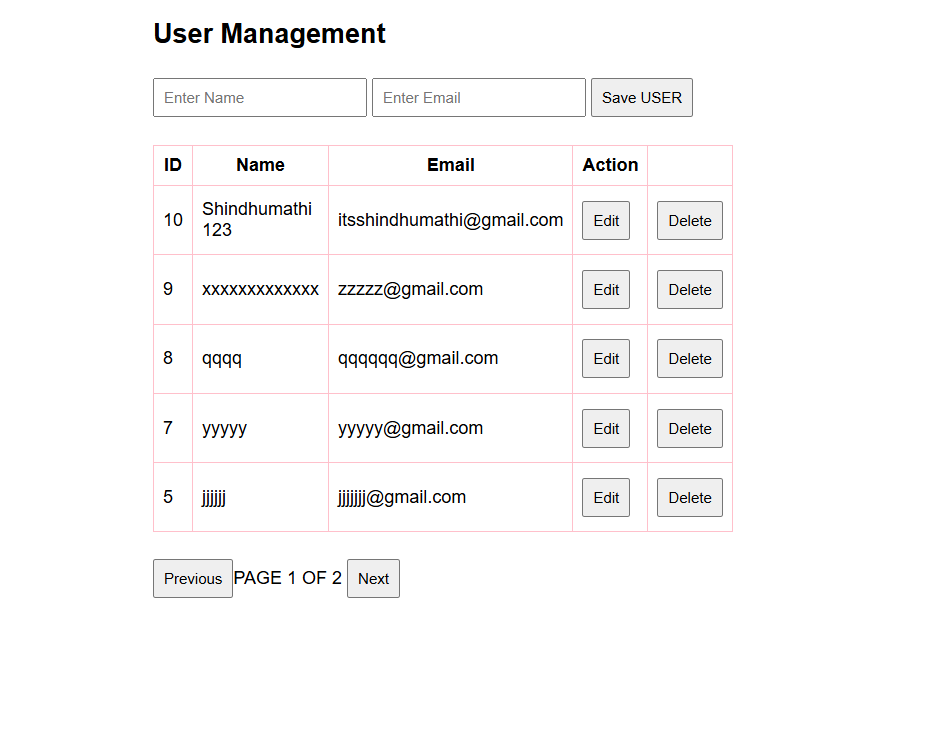 User Management
Enter Name Enter Email Save USER
ID Name Email Action
10 Shindhumathi 123 itsshindhumathi@gmail.com Edit Delete
9 xxxxxxxxxxxxx zzzzz@gmail.com Edit Delete
8 qqqq qqqqqq@gmail.com Edit Delete
7 yyyyy yyyyy@gmail.com Edit Delete
5 jjjjjj jjjjjjj@gmail.com Edit Delete
Previous PAGE 1 OF 2 Next